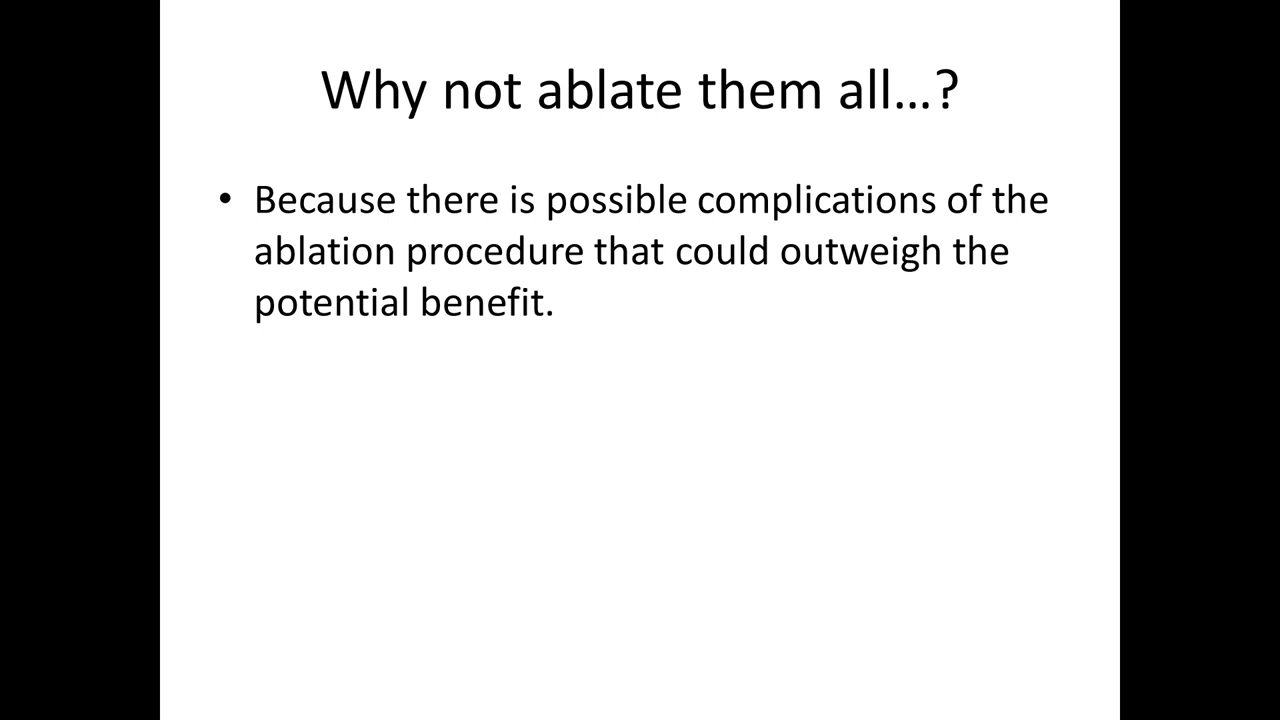 Why not ablate them all…?
• Because there is possible complications of the
ablation procedure that could outweigh the
potential benefit.